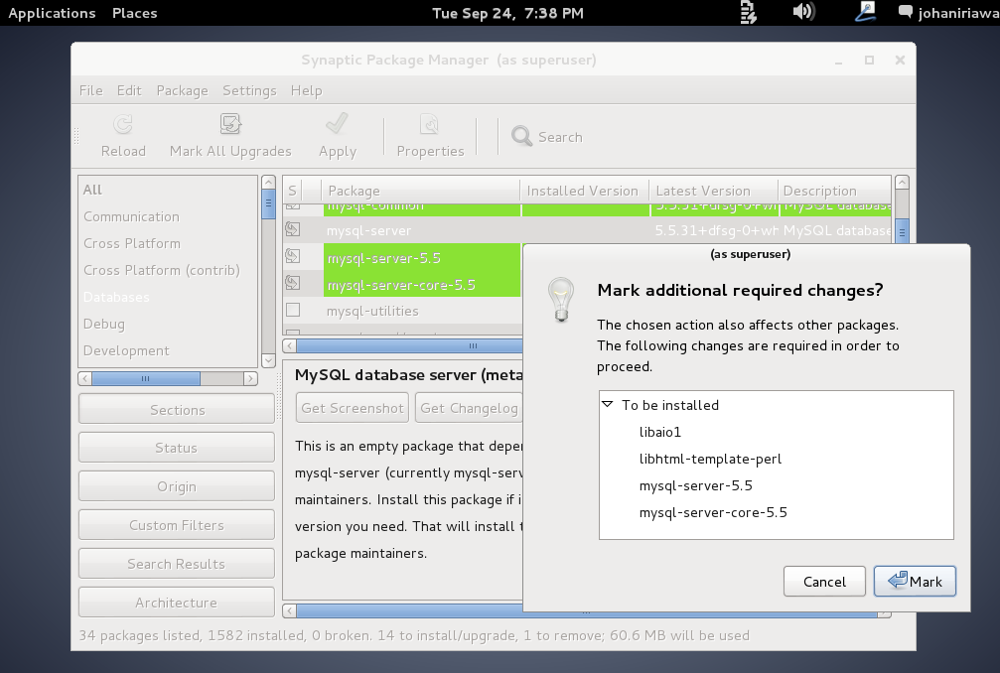 Applications Places Tue Sep 24, 7:38 PM johaniriawa
Synaptic Package Manager (as superuser)
File Edit Package Settings Help
Reload Mark All Upgrades Apply Properties Search
All
Communication
Cross Platform
Cross Platform (contrib)
Databases
Debug
Development
Sections
Status
Origin
Custom Filters
Search Results
Architecture
S Package Installed Version Latest Version Description
mysql-common 5.5.31+dfsg-0+wh MySQL database
mysql-server 5.5.31+dfsg-0+wh MySQL database
mysql-server-5.5
mysql-server-core-5.5
mysql-utilities
MySQL database server (meta
Get Screenshot Get Changelog
This is an empty package that deper
mysql-server (currently mysql-serv
maintainers. Install this package if i
version you need. That will install t
package maintainers.
34 packages listed, 1582 installed, 0 broken. 14 to install/upgrade, 1 to remove; 60.6 MB will be used
(as superuser)
Mark additional required changes?
The chosen action also affects other packages.
The following changes are required in order to
proceed.
To be installed
libaio1
libhtml-template-perl
mysql-server-5.5
mysql-server-core-5.5
Cancel Mark